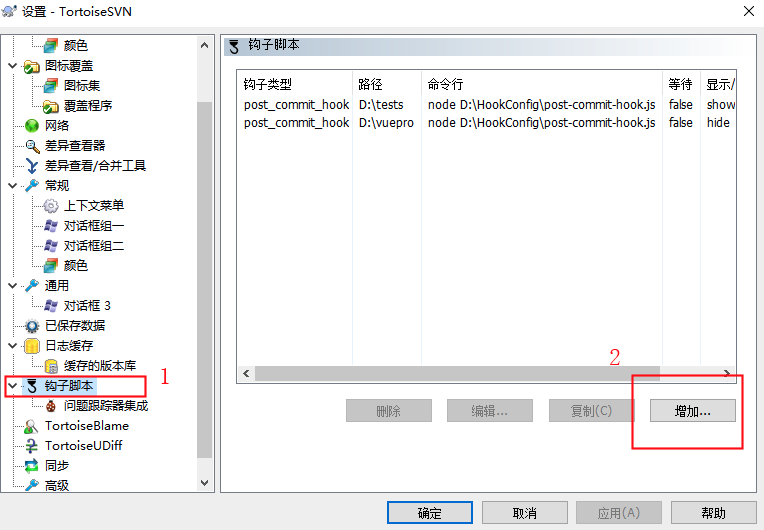 设置 - TortoiseSVN
颜色
图标覆盖
图标集
覆盖程序
网络
差异查看器
差异查看/合并工具
常规
上下文菜单
对话框组一
对话框组二
颜色
通用
对话框 3
已保存数据
日志缓存
缓存的版本库
钩子脚本
1
问题跟踪器集成
TortoiseBlame
TortoiseUDiff
同步
高级
钩子脚本
钩子类型 路径 命令行 等待 显示/
post_commit_hook D:\tests node D:\HookConfig\post-commit-hook.js false show
post_commit_hook D:\vuepro node D:\HookConfig\post-commit-hook.js false hide
2
删除 编辑... 复制(C) 增加...
确定 取消 应用(A) 帮助